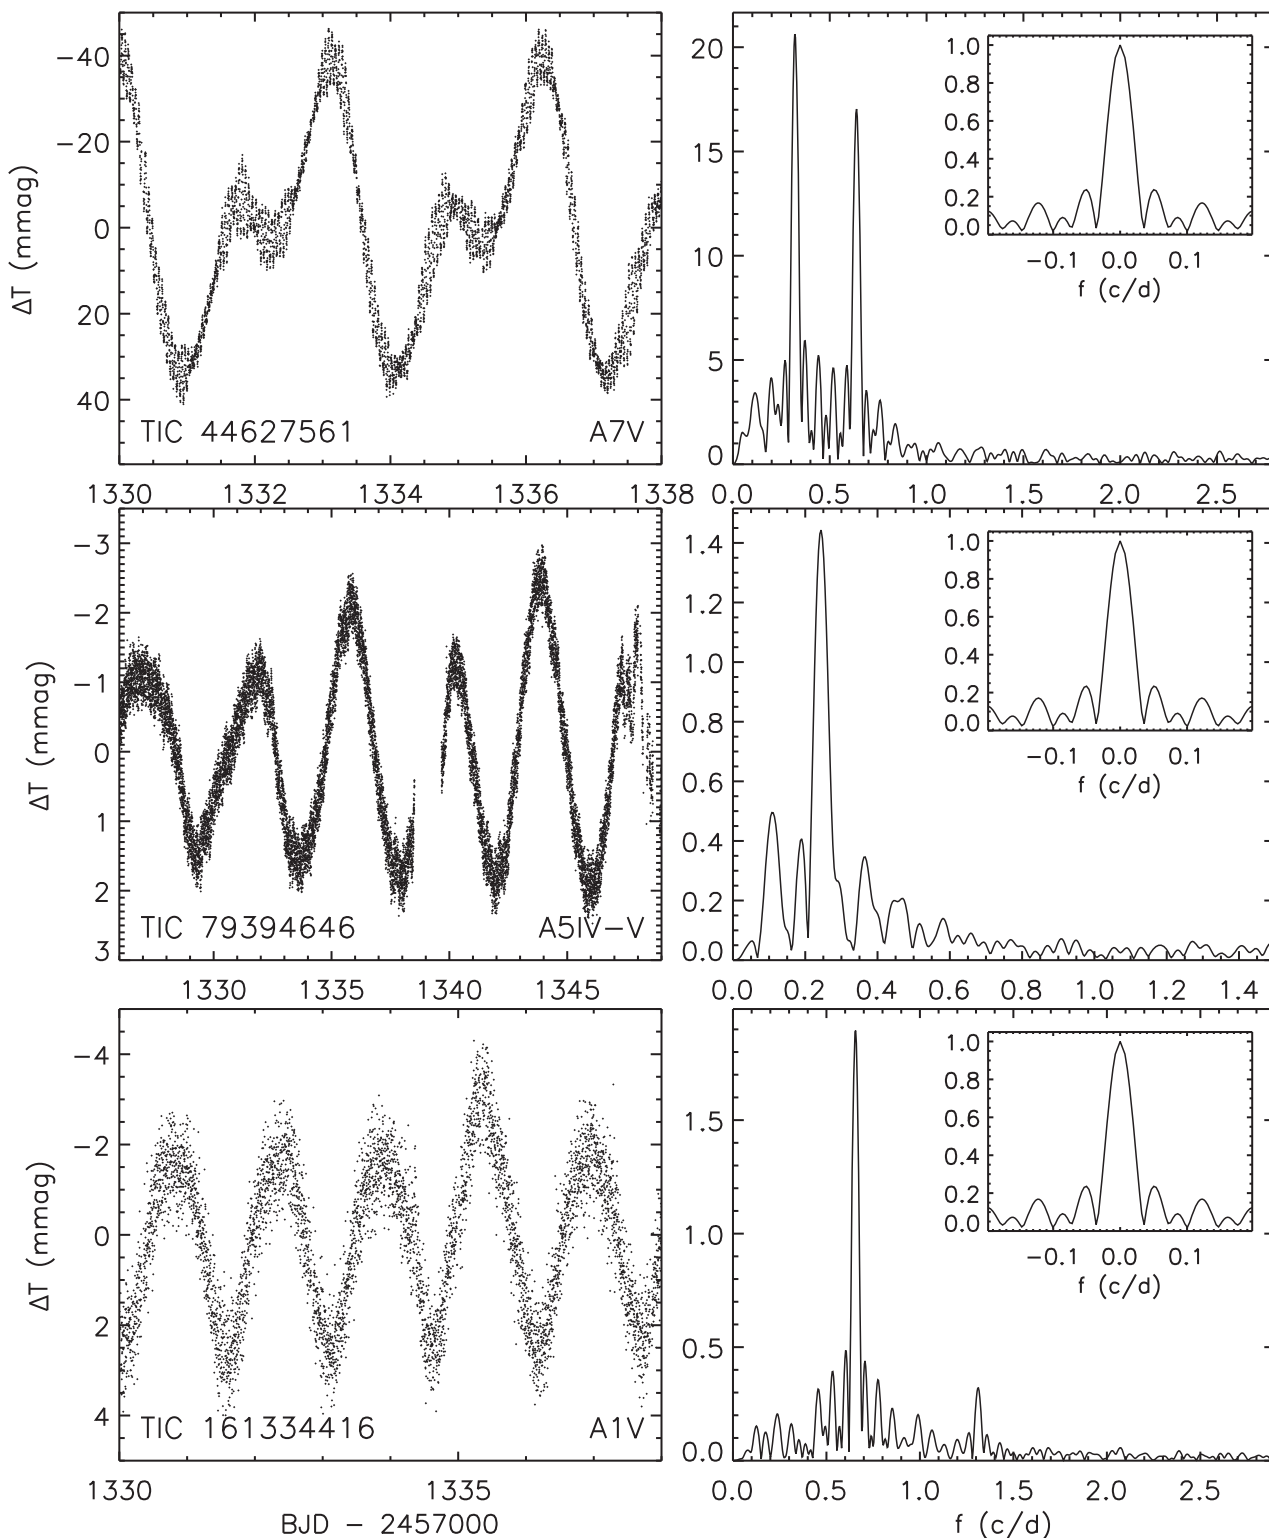 −40
−20
0
20
40
ΔT (mmag)
TIC 44627561 A7V
1330 1332 1334 1336 1338
20
15
10
5
0
0.0 0.5 1.0 1.5 2.0 2.5
1.0
0.8
0.6
0.4
0.2
0.0
−0.1 0.0 0.1
f (c/d)
−3
−2
−1
0
1
2
3
ΔT (mmag)
TIC 79394646 A5IV−V
1330 1335 1340 1345
1.4
1.2
1.0
0.8
0.6
0.4
0.2
0.0
0.0 0.2 0.4 0.6 0.8 1.0 1.2 1.4
1.0
0.8
0.6
0.4
0.2
0.0
−0.1 0.0 0.1
f (c/d)
−4
−2
0
2
4
ΔT (mmag)
TIC 161334416 A1V
1330 1335
BJD − 2457000
1.5
1.0
0.5
0.0
0.0 0.5 1.0 1.5 2.0 2.5
f (c/d)
1.0
0.8
0.6
0.4
0.2
0.0
−0.1 0.0 0.1
f (c/d)